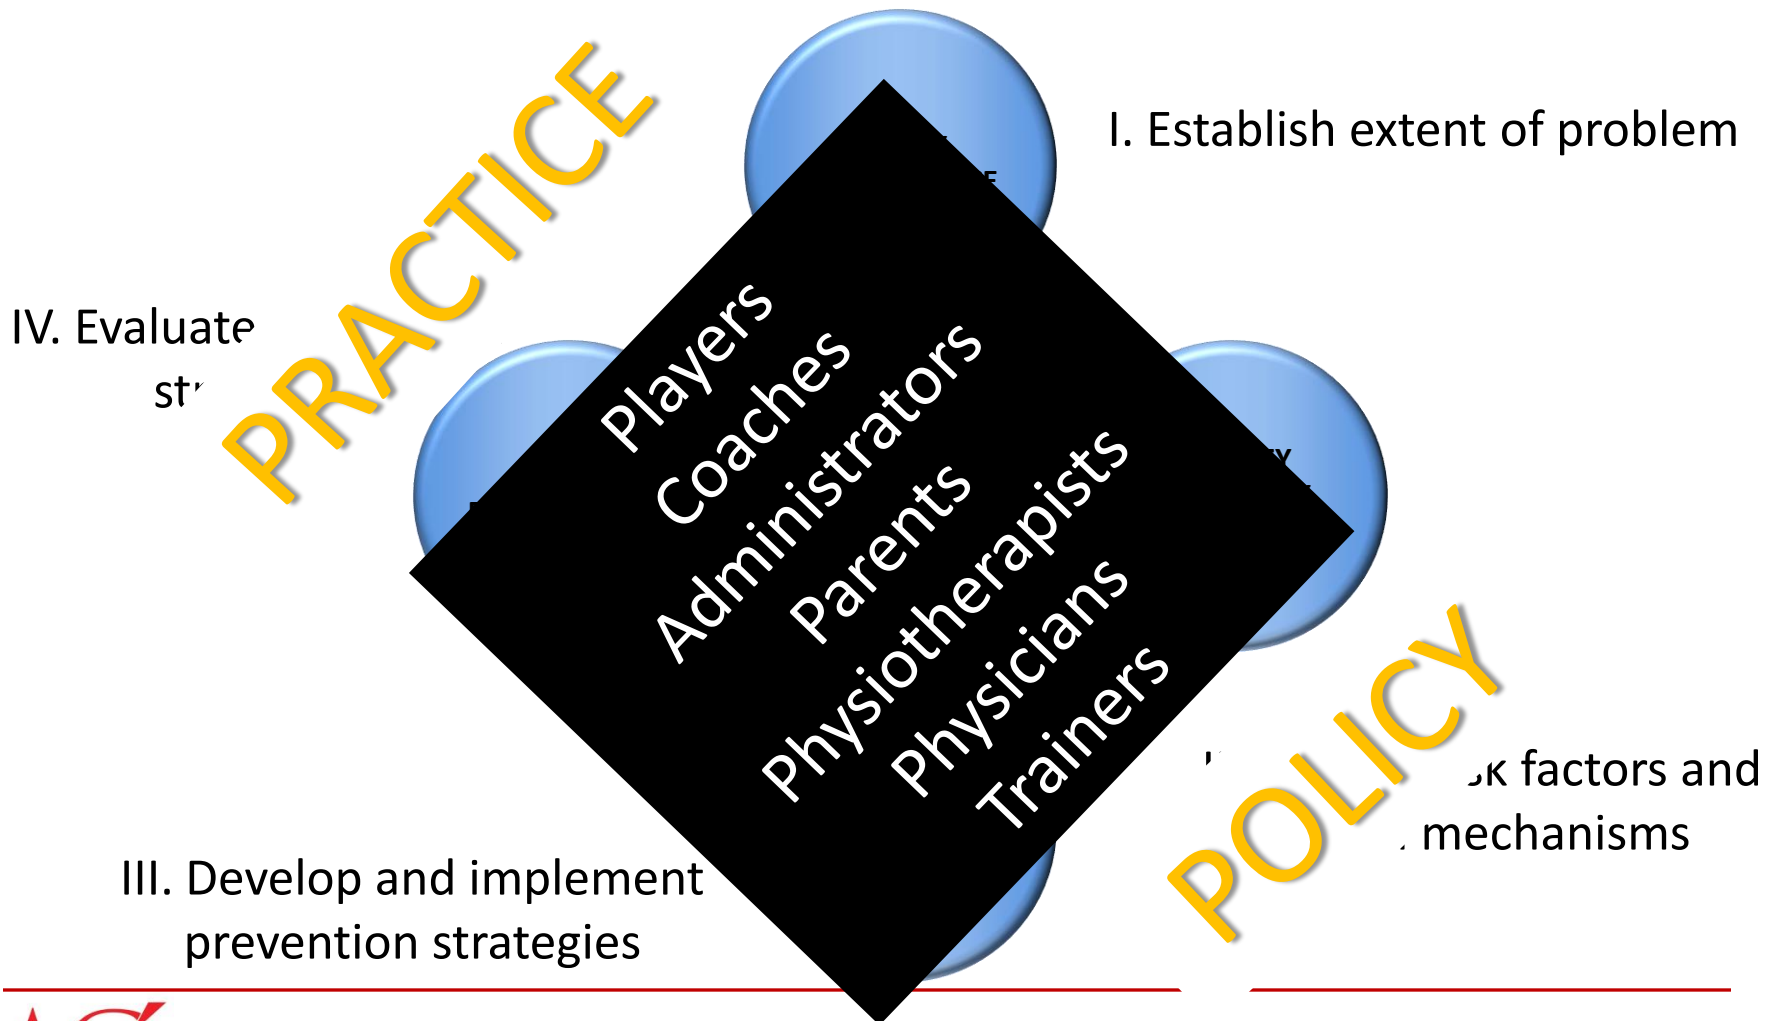 PRACTICE
I. Establish extent of problem
IV. Evaluate
Players
Coaches
Administrators
Parents
Physiotherapists
Physicians
Trainers
factors and
mechanisms
POLICY
III. Develop and implement
prevention strategies